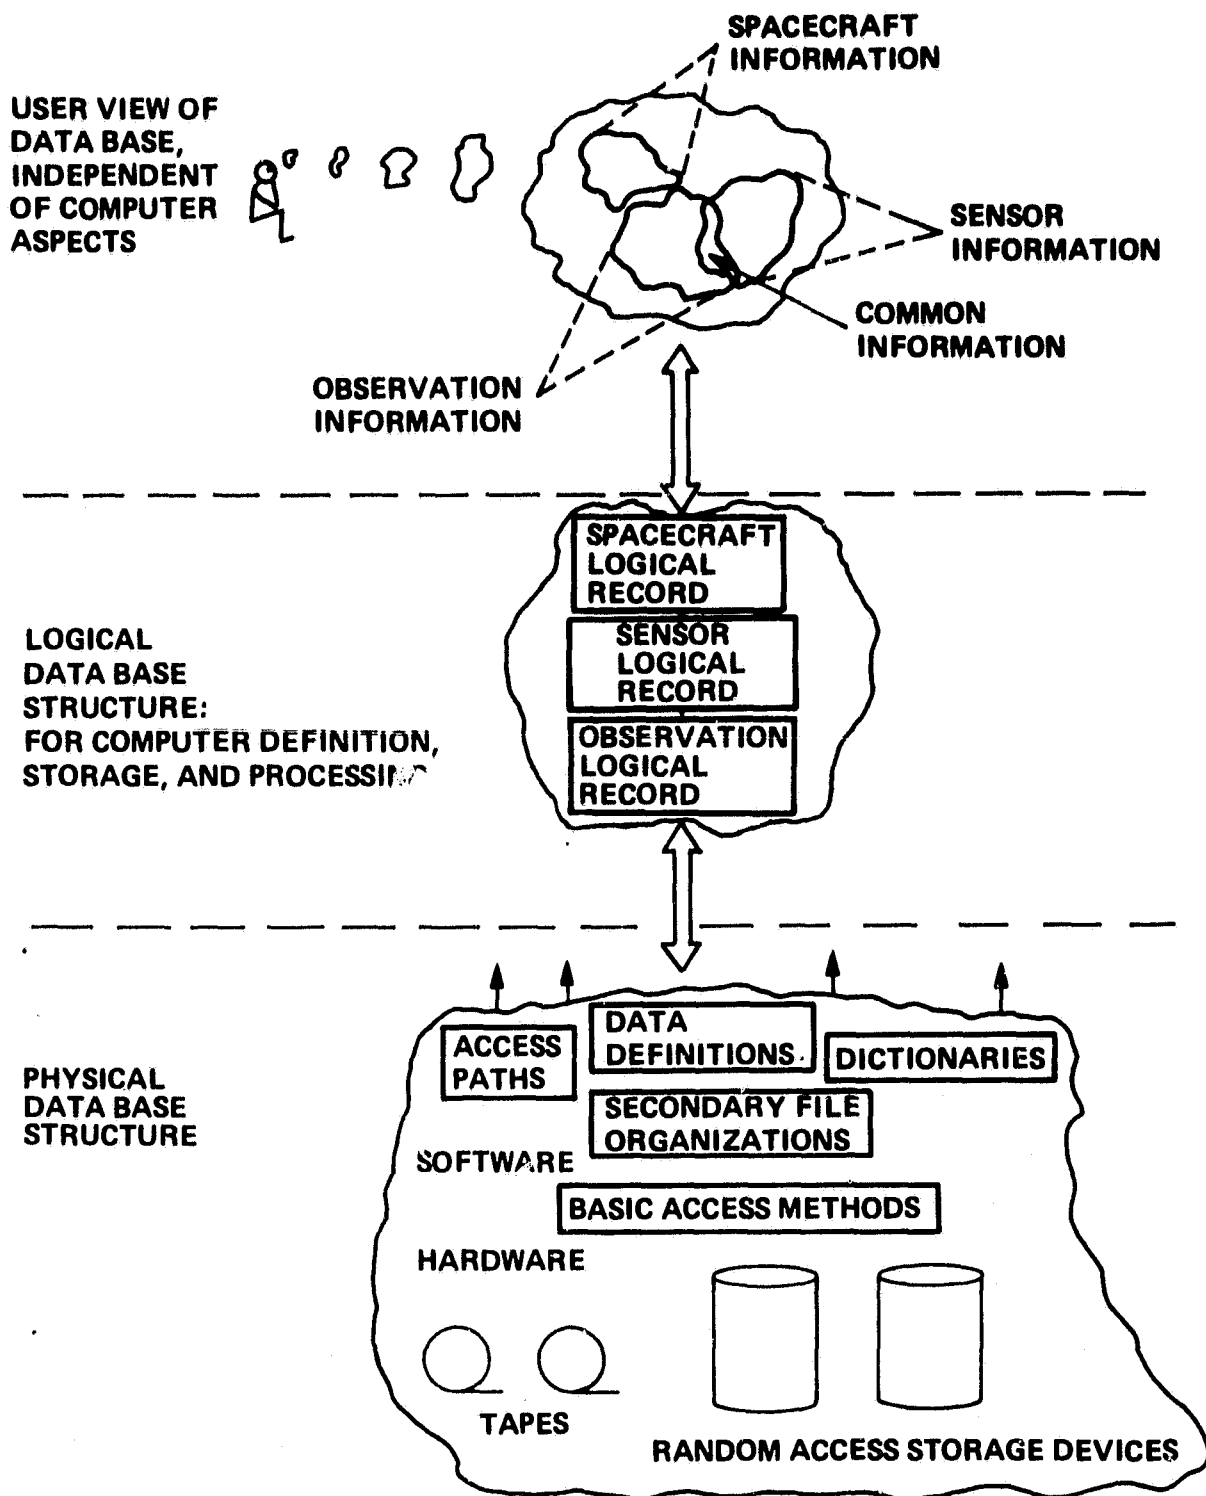 SPACECRAFT
INFORMATION
USER VIEW OF
DATA BASE,
INDEPENDENT
OF COMPUTER
ASPECTS
SENSOR
INFORMATION
COMMON
INFORMATION
OBSERVATION
INFORMATION
SPACECRAFT
LOGICAL
RECORD
LOGICAL
DATA BASE
STRUCTURE:
FOR COMPUTER DEFINITION,
STORAGE, AND PROCESSING
SENSOR
LOGICAL
RECORD
OBSERVATION
LOGICAL
RECORD
PHYSICAL
DATA BASE
STRUCTURE
ACCESS
PATHS
DATA
DEFINITIONS
DICTIONARIES
SECONDARY FILE
ORGANIZATIONS
SOFTWARE
BASIC ACCESS METHODS
HARDWARE
TAPES
RANDOM ACCESS STORAGE DEVICES